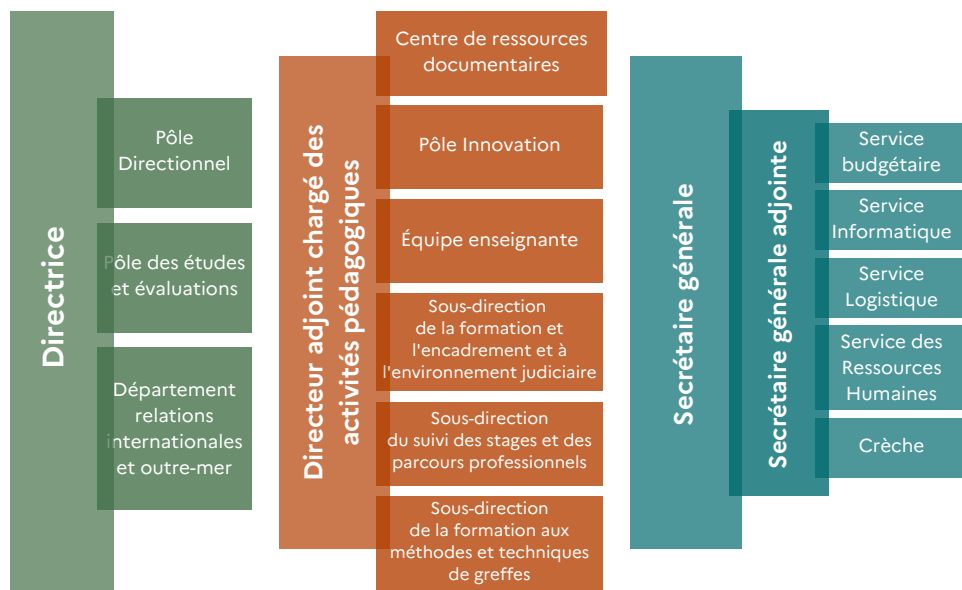 Directrice
Pôle
Directionnel
Pôle des études
et évaluations
Département
relations
internationales
et outre-mer
Directeur adjoint chargé des
activités pédagogiques
Centre de ressources
documentaires
Pôle Innovation
Équipe enseignante
Sous-direction
de la formation et
l'encadrement et à
l'environnement judiciaire
Sous-direction
du suivi des stages et des
parcours professionnels
Sous-direction
de la formation aux
méthodes et techniques
de greffes
Secrétaire générale
Secrétaire générale adjointe
Service
budgétaire
Service
Informatique
Service
Logistique
Service des
Ressources
Humaines
Crèche